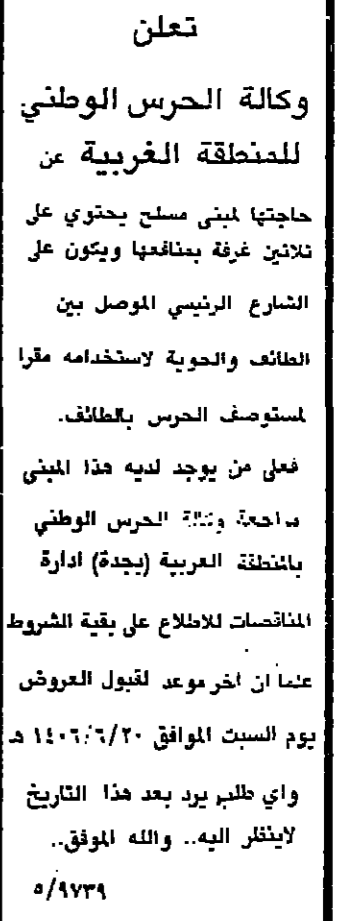 تعلن
وكالة الحرس الوطني
للمنطقة الغربية عن
حاجتها لمبنى مسلح يحتوي على
ثلاثين غرفة بمنافعها ويكون على
الشارع الرئيسي الموصل بين
الطائف والحوية لاستخدامه مقرا
لمستوصف الحرس بالطائف.
فعلى من يوجد لديه هذا المبنى
مراجعة وكالة الحرس الوطني
بالمنطقة الغربية (بجدة) ادارة
المناقصات للاطلاع على بقية الشروط
علما ان اخر موعد لقبول العروض
يوم السبت الموافق ١٤٠٦/٦/٢٠ هـ
واي طلب يرد بعد هذا التاريخ
لاينظر اليه.. والله الموفق..
٥/٩٧٣٩